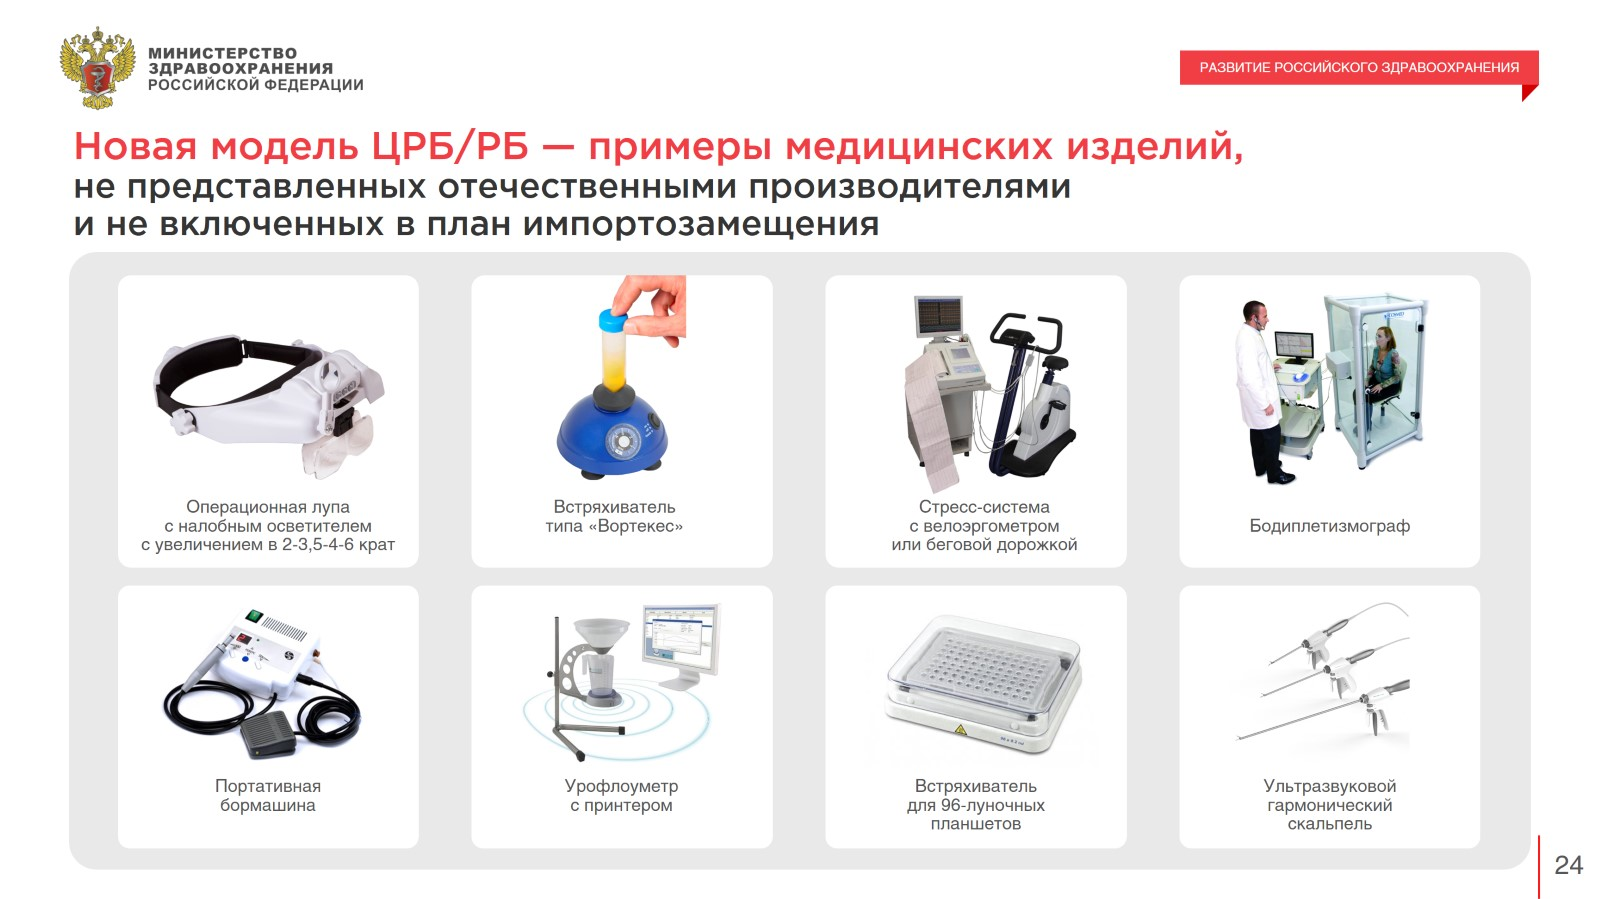 МИНИСТЕРСТВО
ЗДРАВООХРАНЕНИЯ
РОССИЙСКОЙ ФЕДЕРАЦИИ
РАЗВИТИЕ РОССИЙСКОГО ЗДРАВООХРАНЕНИЯ
Новая модель ЦРБ/РБ — примеры медицинских изделий,
не представленных отечественными производителями
и не включенных в план импортозамещения
Операционная лупа
с налобным осветителем
с увеличением в 2-3,5-4-6 крат
Встряхиватель
типа «Вортекес»
Стресс-система
с велоэргометром
или беговой дорожкой
Бодиплетизмограф
Портативная
бормашина
Урофлоуметр
с принтером
Встряхиватель
для 96-луночных
планшетов
Ультразвуковой
гармонический
скальпель
24